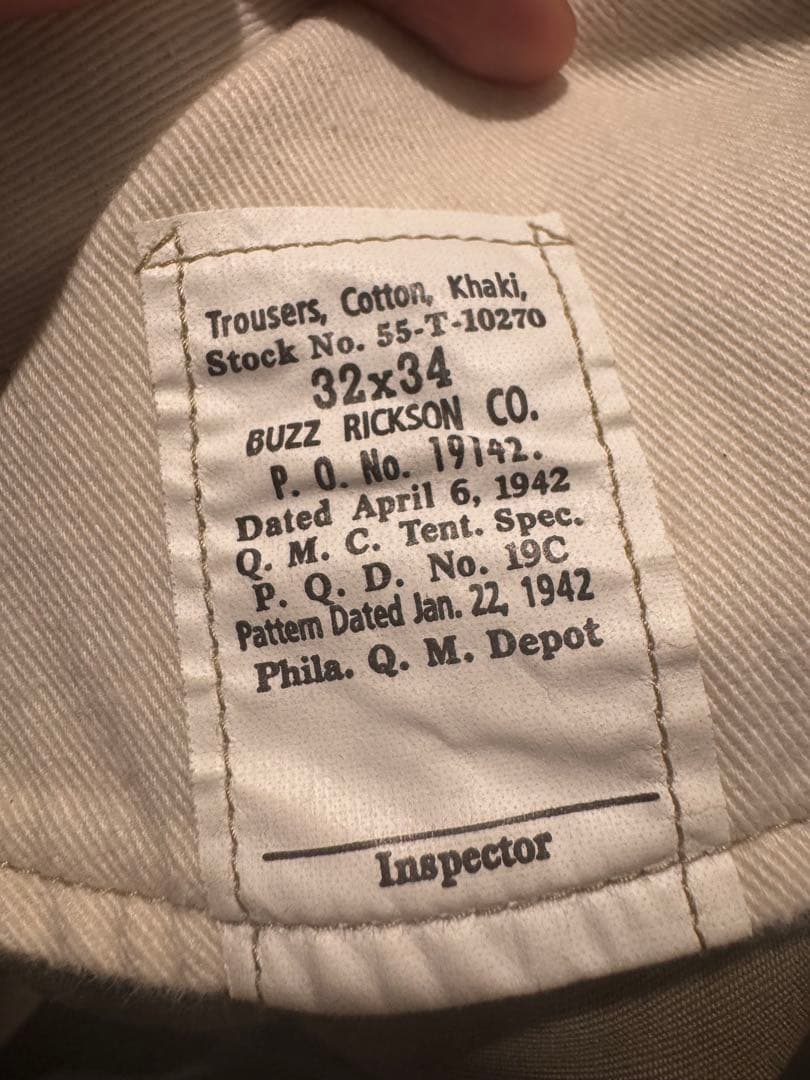 Trousers, Cotton, Khaki,
Stock No. 55-T-10270
32x34
BUZZ RICKSON CO.
P. O. No. 19142.
Dated April 6, 1942
Q. M. C. Tent. Spec.
P. Q. D. No. 19C
Pattern Dated Jan. 22, 1942
Phila. Q. M. Depot
Inspector